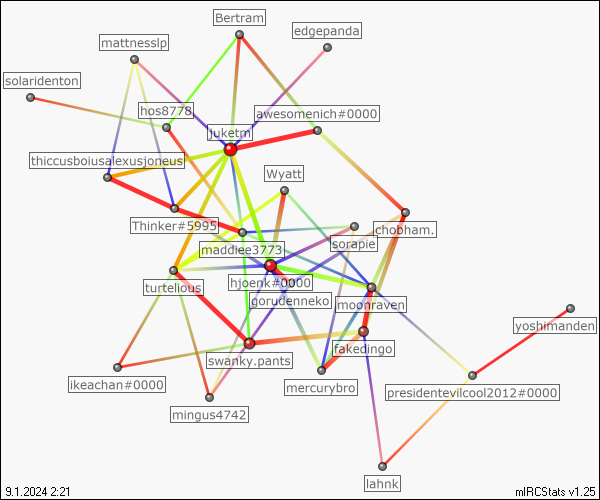 Bertram
edgepanda
mattnesslp
solaridenton
hos8778
awesomenich#0000
juketm
thiccusboiusalexusjoneusl
Wyatt
Thinker#5995
chobham.
sorapie
maddiee3773
hjoenk#0000
turtelious
gorudenneko
moonraven
yoshimanden
fakedingo
swanky.pants
ikeachan#0000
mercurybro
presidentevilcool2012#0000
mingus4742
lahnk
9.1.2024 2:21
mIRCStats v1.25